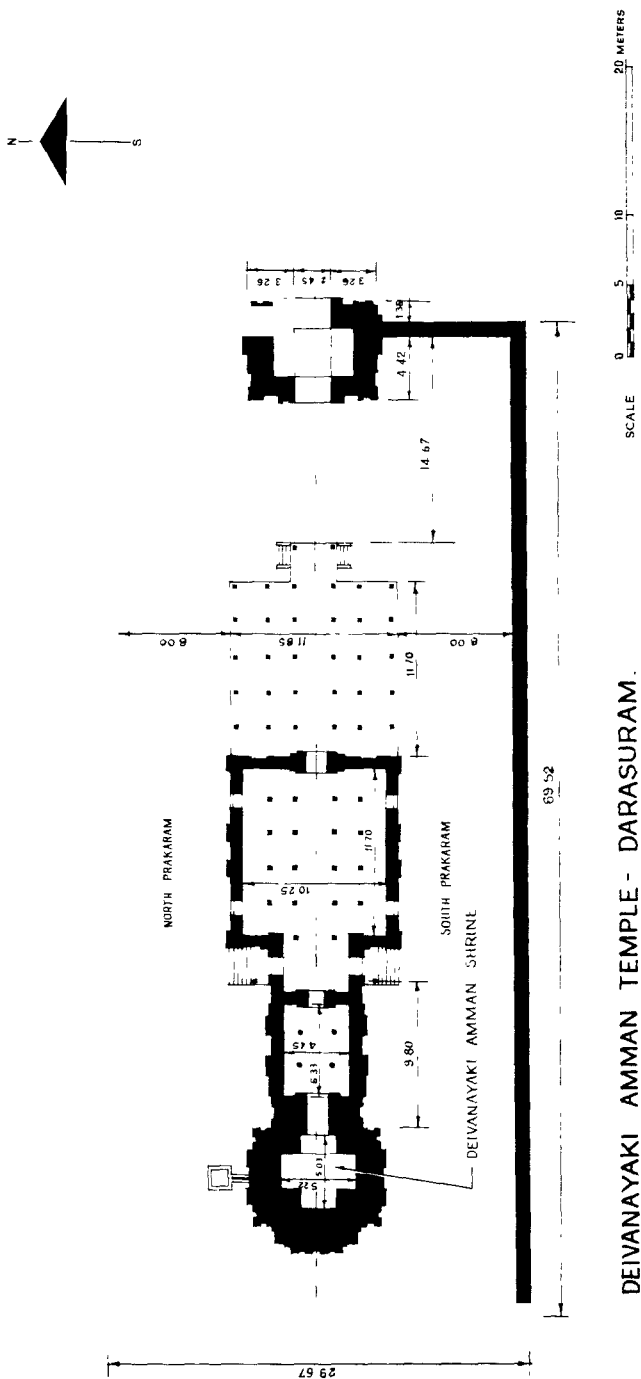 N
S
3.26
2.45
3.26
1.38
4.42
14.67
8.00
11.85
8.00
11.70
NORTH PRAKARAM
10.25
11.70
SOUTH PRAKARAM
4.45
6.33
9.80
5.22
5.03
DEIVANAYAKI AMMAN SHRINE
69.52
29.67
SCALE
0 5 10 20 METERS
DEIVANAYAKI AMMAN TEMPLE - DARASURAM.